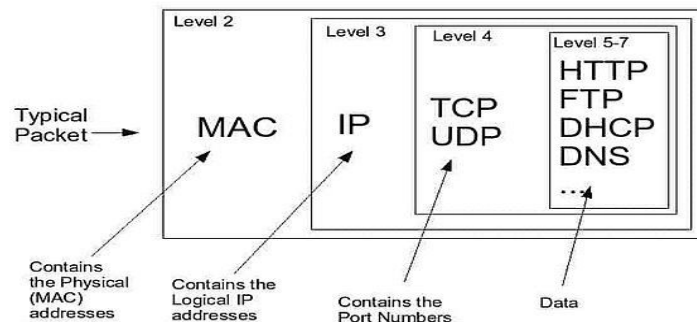 Level 2
Level 3
Level 4
Level 5-7
Typical
Packet
MAC
IP
TCP
UDP
HTTP
FTP
DHCP
DNS
...
Contains
the Physical
(MAC)
addresses
Contains the
Logical IP
addresses
Contains the
Port Numbers
Data